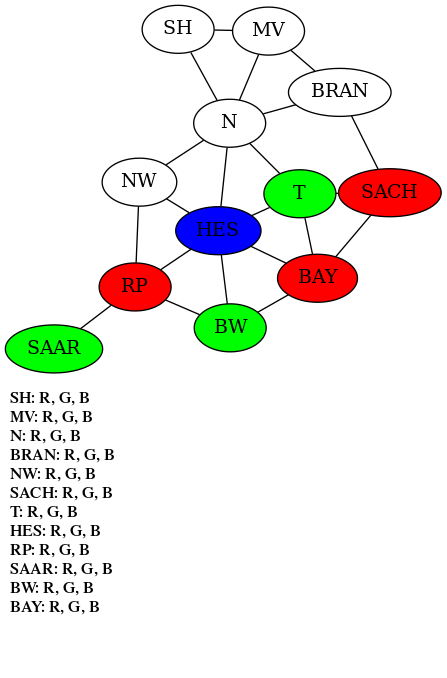 SH
MV
BRAN
N
NW
T
SACH
HES
RP
BAY
BW
SAAR
SH: R, G, B
MV: R, G, B
N: R, G, B
BRAN: R, G, B
NW: R, G, B
SACH: R, G, B
T: R, G, B
HES: R, G, B
RP: R, G, B
SAAR: R, G, B
BW: R, G, B
BAY: R, G, B